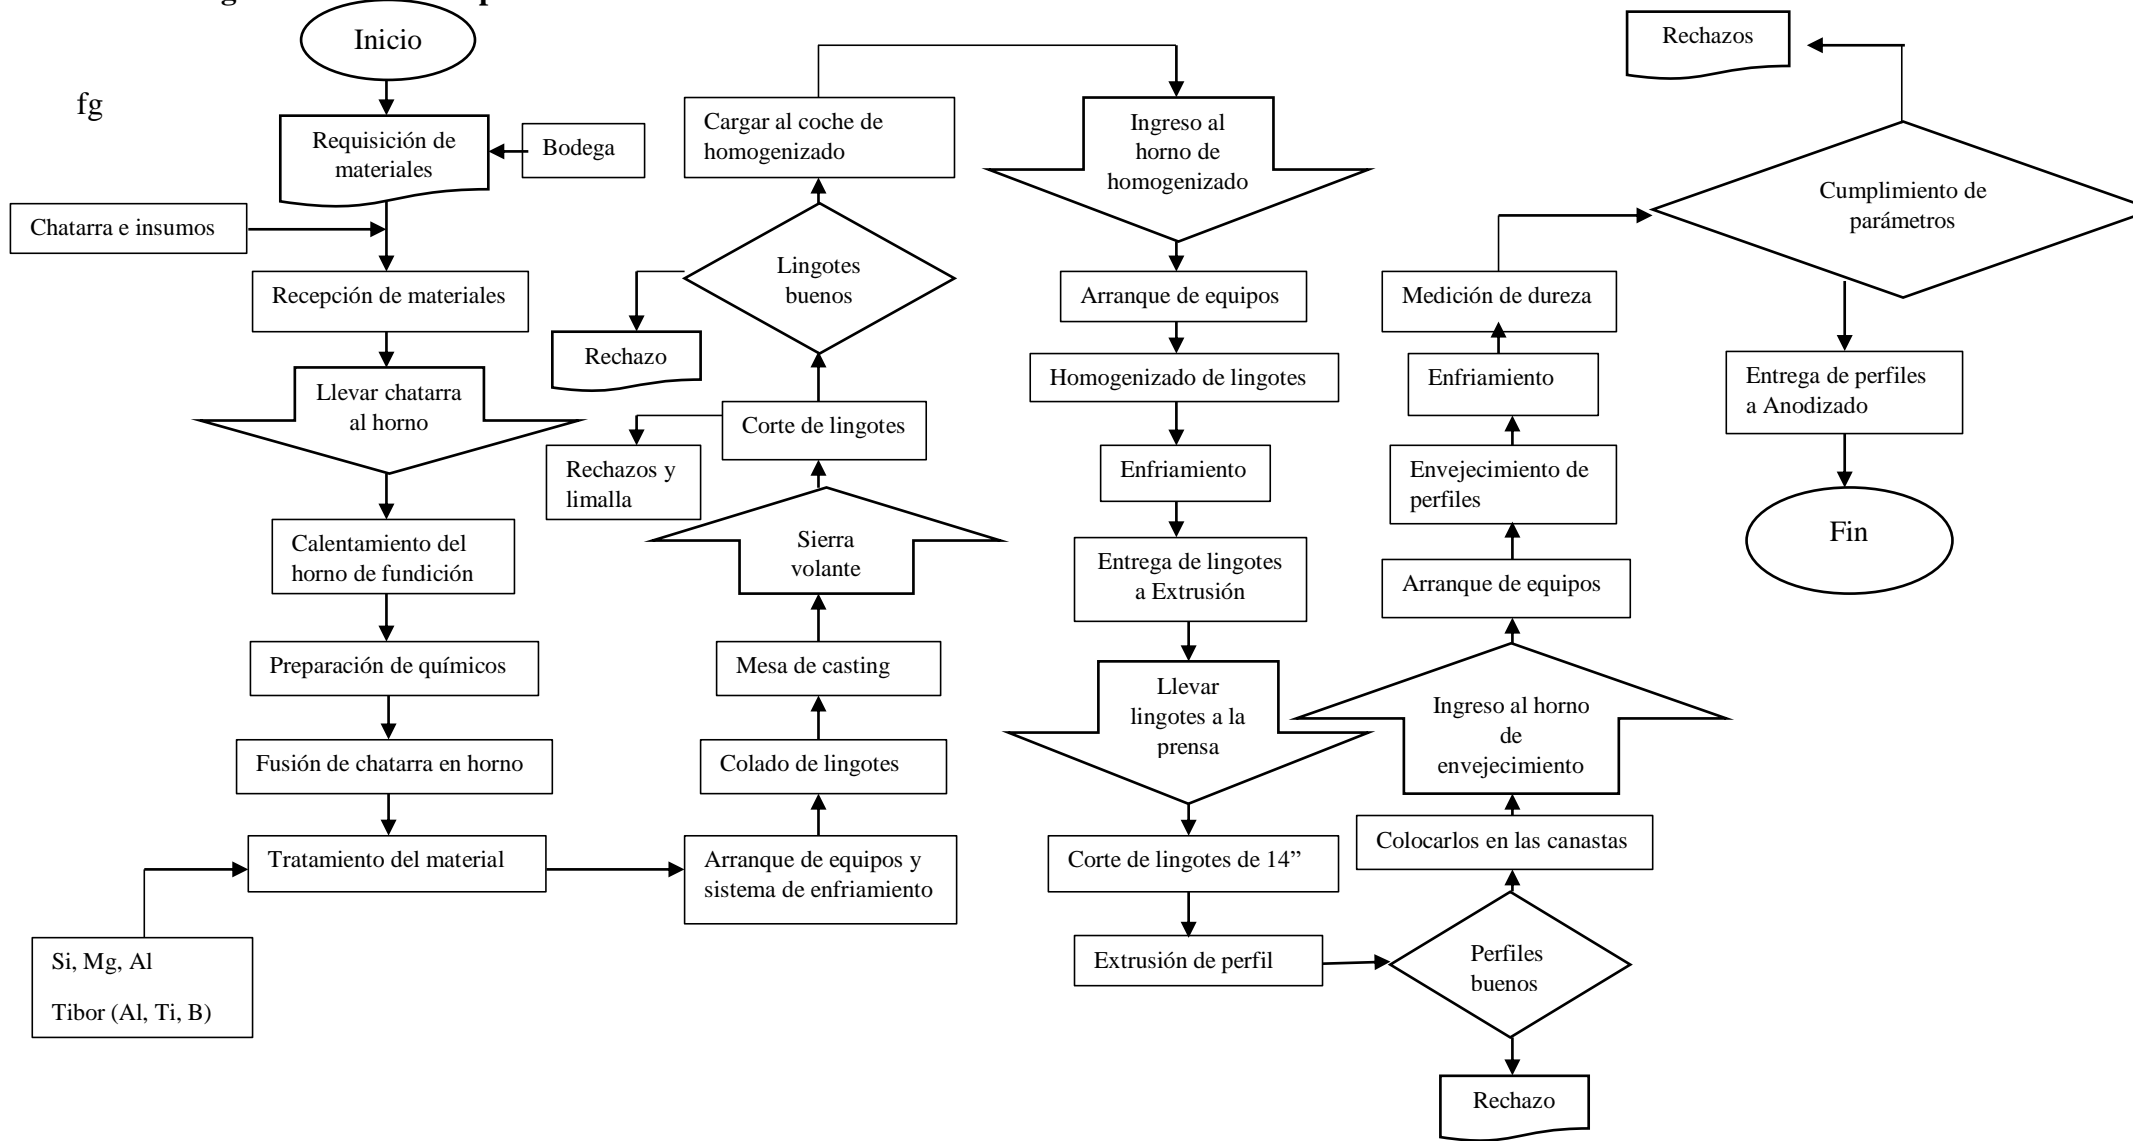 Inicio
fg
Requisición de
materiales
Bodega
Chatarra e insumos
Recepción de materiales
Llevar chatarra
al horno
Calentamiento del
horno de fundición
Preparación de químicos
Fusión de chatarra en horno
Tratamiento del material
Si, Mg, Al
Tibor (Al, Ti, B)
Arranque de equipos y
sistema de enfriamiento
Colado de lingotes
Mesa de casting
Sierra
volante
Corte de lingotes
Rechazos y
limalla
Lingotes
buenos
Rechazo
Cargar al coche de
homogenizado
Ingreso al
horno de
homogenizado
Arranque de equipos
Homogenizado de lingotes
Enfriamiento
Entrega de lingotes
a Extrusión
Llevar
lingotes a la
prensa
Corte de lingotes de 14”
Extrusión de perfil
Perfiles
buenos
Rechazo
Colocarlos en las canastas
Ingreso al horno
de
envejecimiento
Arranque de equipos
Envejecimiento de
perfiles
Enfriamiento
Medición de dureza
Cumplimiento de
parámetros
Rechazos
Entrega de perfiles
a Anodizado
Fin